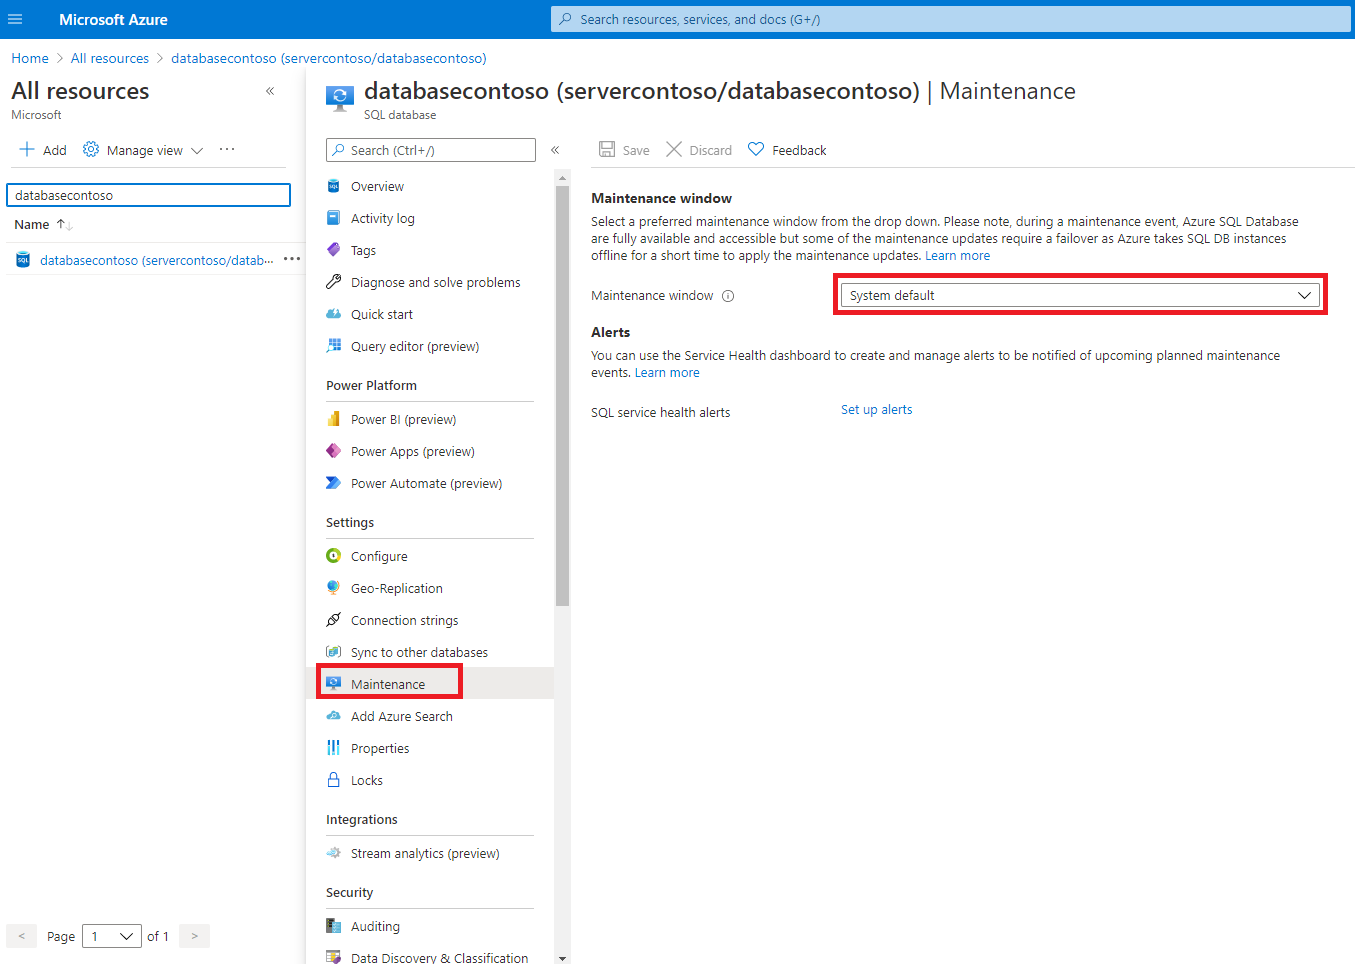 Microsoft Azure
Search resources, services, and docs (G+/)
Home > All resources > databasecontoso (servercontoso/databasecontoso)
All resources
«
Microsoft
Add
Manage view
...
databasecontoso
Name ↑↓
databasecontoso (servercontoso/datab...
...
< Page 1 of 1 >
databasecontoso (servercontoso/databasecontoso) | Maintenance
SQL database
Search (Ctrl+/)
«
Overview
Activity log
Tags
Diagnose and solve problems
Quick start
Query editor (preview)
Power Platform
Power BI (preview)
Power Apps (preview)
Power Automate (preview)
Settings
Configure
Geo-Replication
Connection strings
Sync to other databases
Maintenance
Add Azure Search
Properties
Locks
Integrations
Stream analytics (preview)
Security
Auditing
Data Discovery & Classification
Save
Discard
Feedback
Maintenance window
Select a preferred maintenance window from the drop down. Please note, during a maintenance event, Azure SQL Database
are fully available and accessible but some of the maintenance updates require a failover as Azure takes SQL DB instances
offline for a short time to apply the maintenance updates. Learn more
Maintenance window
System default
Alerts
You can use the Service Health dashboard to create and manage alerts to be notified of upcoming planned maintenance
events. Learn more
SQL service health alerts
Set up alerts